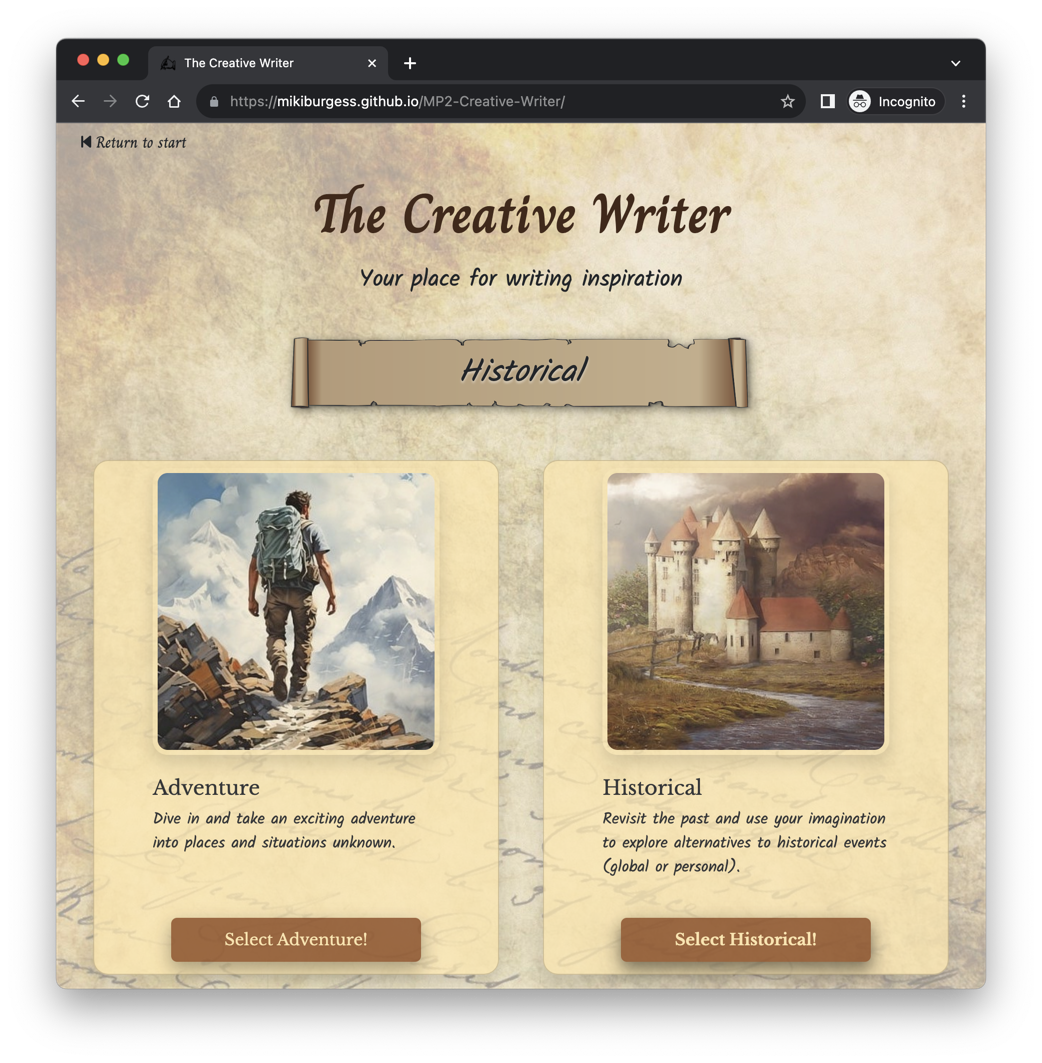 The Creative Writer
https://mikiburgess.github.io/MP2-Creative-Writer/
Incognito
Return to start
The Creative Writer
Your place for writing inspiration
Historical
Adventure
Dive in and take an exciting adventure
into places and situations unknown.
Select Adventure!
Historical
Revisit the past and use your imagination
to explore alternatives to historical events
(global or personal).
Select Historical!